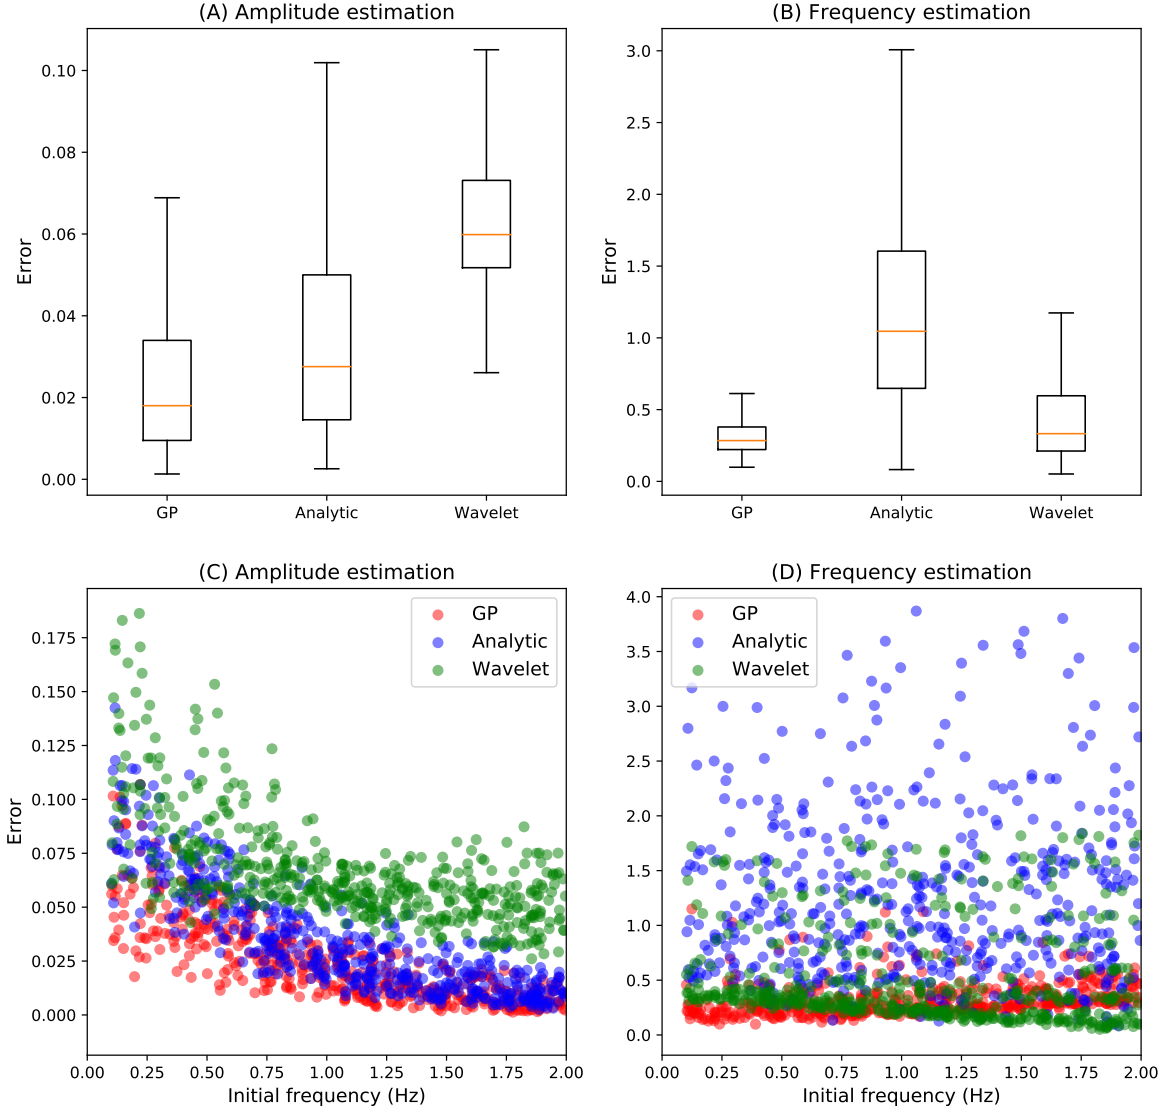 (A) Amplitude estimation
Error
0.10
0.08
0.06
0.04
0.02
0.00
GP Analytic Wavelet
(B) Frequency estimation
Error
3.0
2.5
2.0
1.5
1.0
0.5
0.0
GP Analytic Wavelet
(C) Amplitude estimation
Error
0.175
0.150
0.125
0.100
0.075
0.050
0.025
0.000
GP
Analytic
Wavelet
0.00 0.25 0.50 0.75 1.00 1.25 1.50 1.75 2.00
Initial frequency (Hz)
(D) Frequency estimation
4.0
3.5
3.0
2.5
2.0
1.5
1.0
0.5
0.0
GP
Analytic
Wavelet
0.00 0.25 0.50 0.75 1.00 1.25 1.50 1.75 2.00
Initial frequency (Hz)